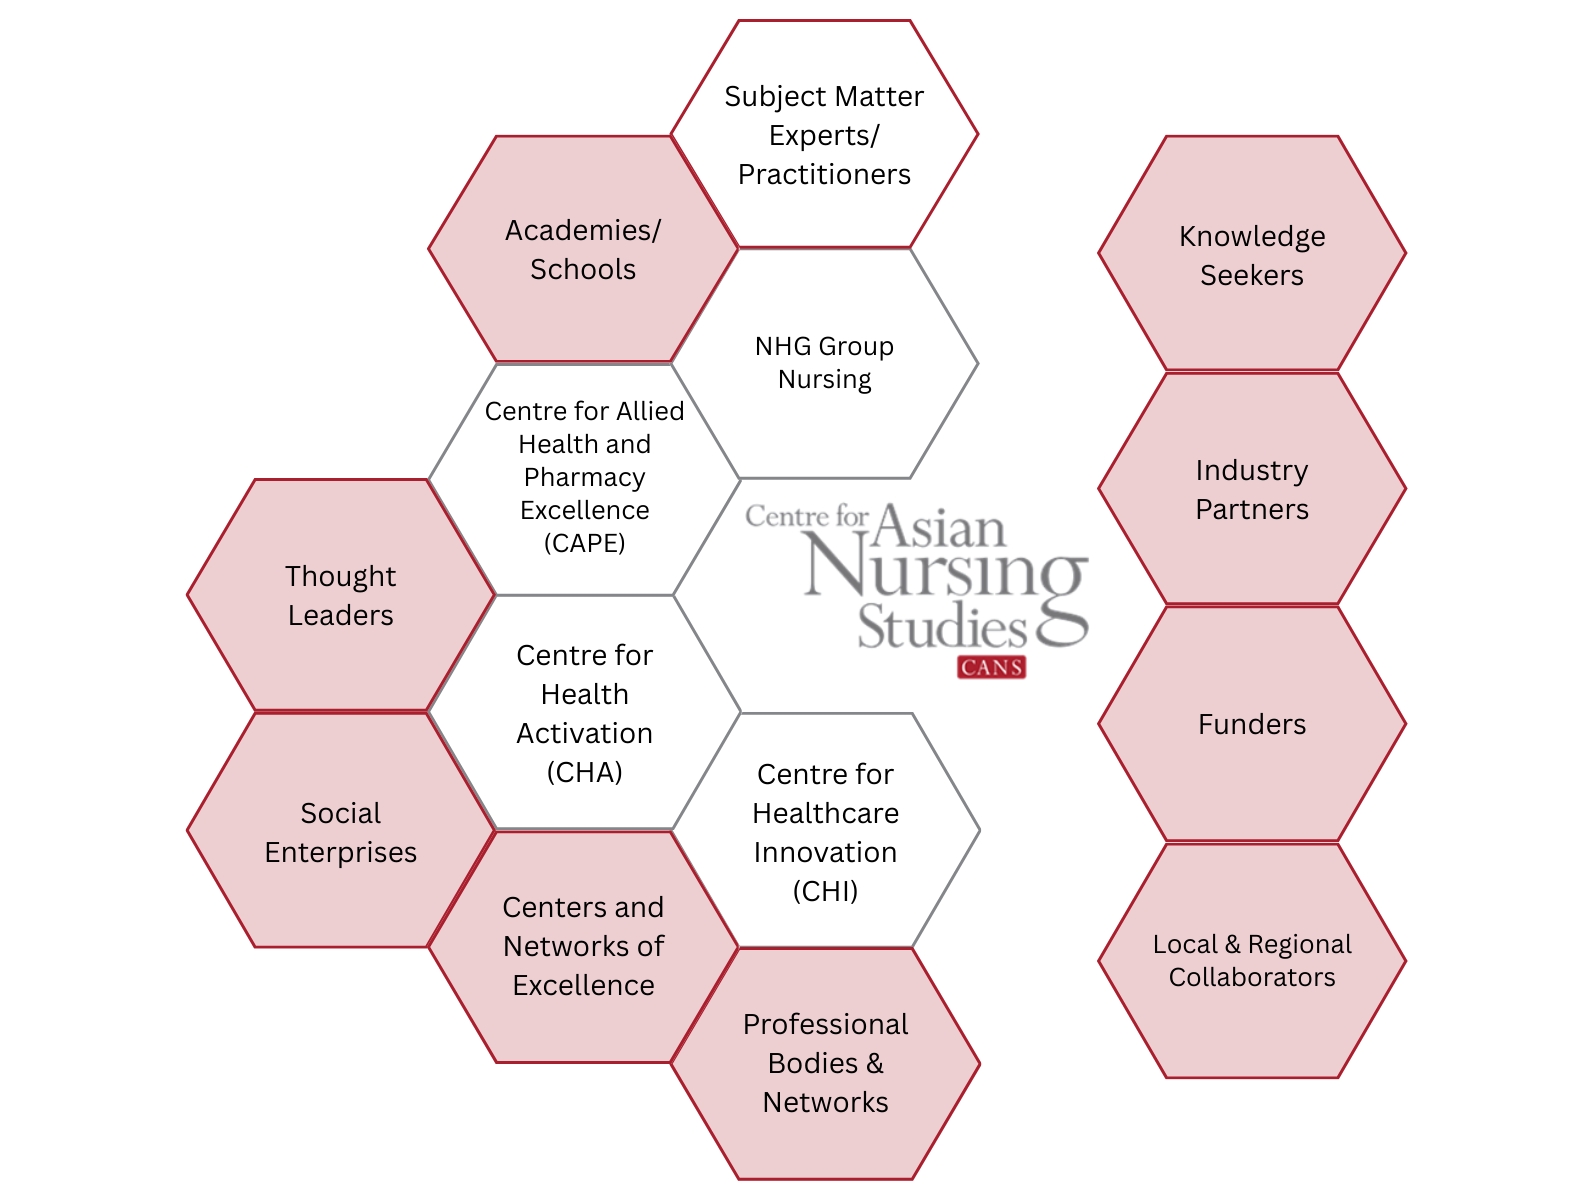 Subject Matter
Experts/
Practitioners
Academies/
Schools
Knowledge
Seekers
NHG Group
Nursing
Centre for Allied
Health and
Pharmacy
Excellence
(CAPE)
Industry
Partners
Centre for Asian
Nursing
Studies
CANS
Thought
Leaders
Centre for
Health
Activation
(CHA)
Funders
Centre for
Healthcare
Innovation
(CHI)
Social
Enterprises
Centers and
Networks of
Excellence
Local & Regional
Collaborators
Professional
Bodies &
Networks